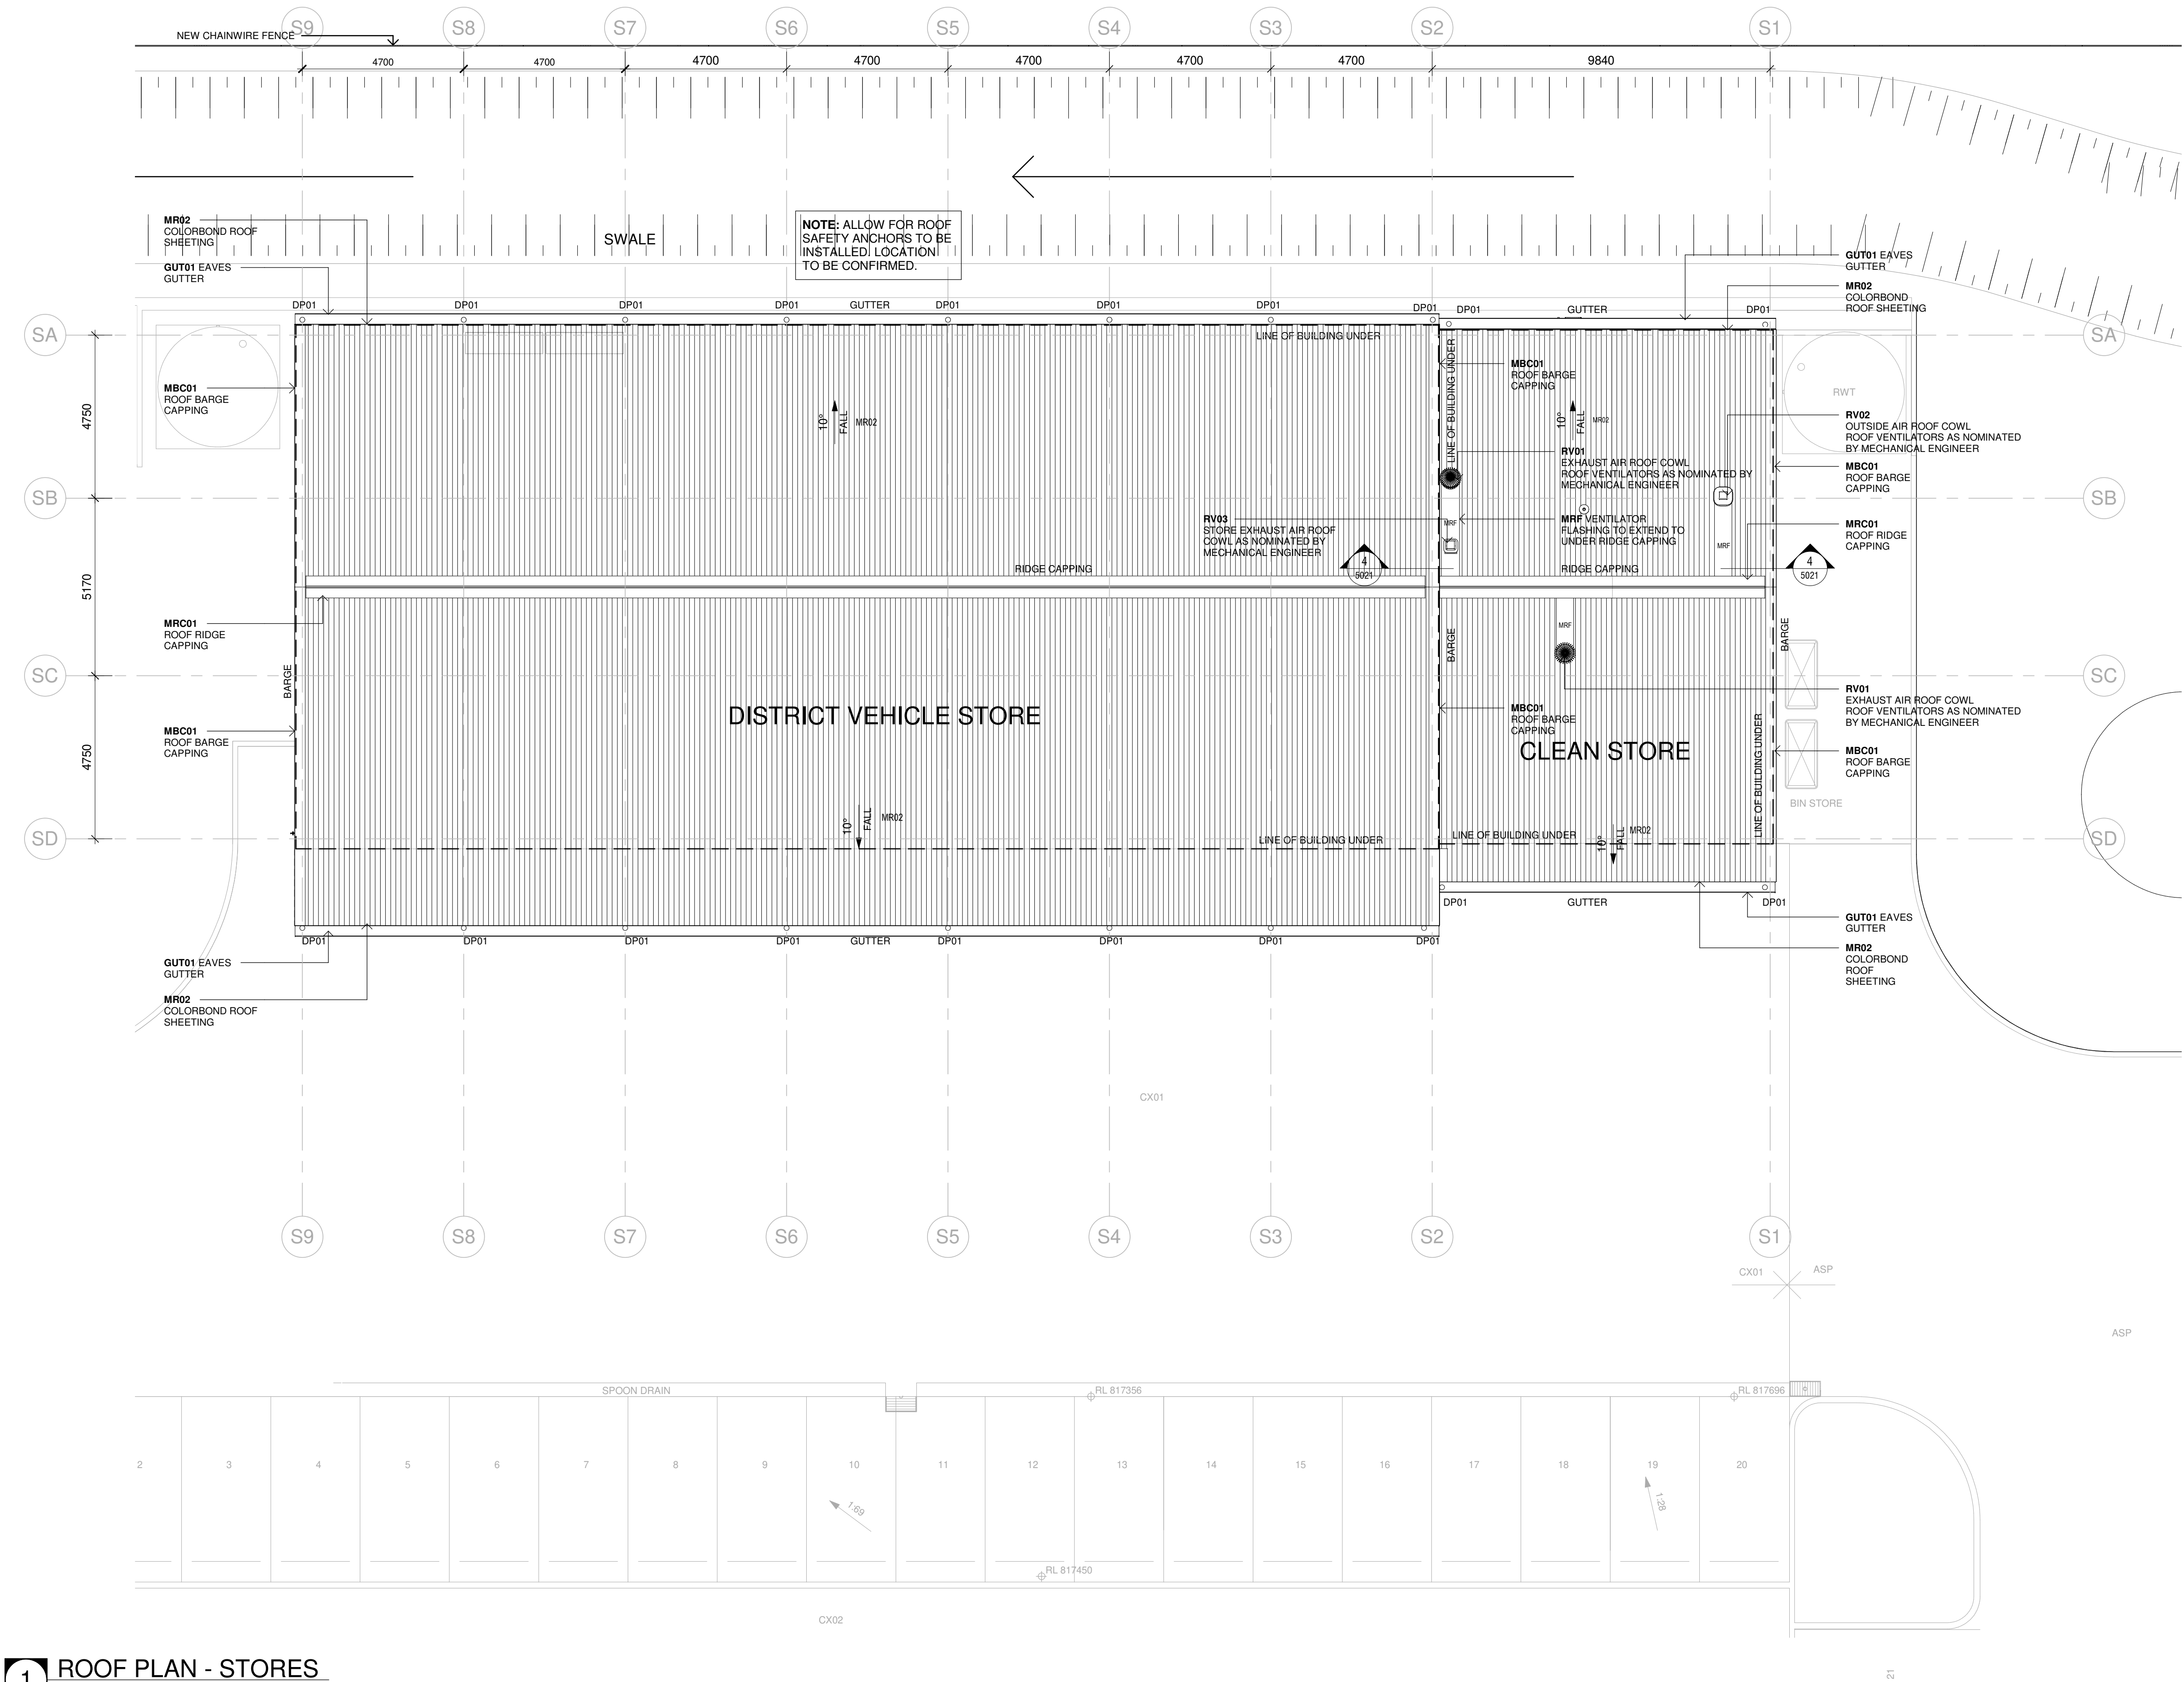 S9
S8
S7
S6
S5
S4
S3
S2
S1
NEW CHAINWIRE FENCE
4700
4700
4700
4700
4700
4700
4700
9840
MR02
COLORBOND ROOF
SHEETING
GUT01 EAVES
GUTTER
SWALE
NOTE: ALLOW FOR ROOF
SAFETY ANCHORS TO BE
INSTALLED. LOCATION
TO BE CONFIRMED.
GUT01 EAVES
GUTTER
MR02
COLORBOND
ROOF SHEETING
DP01
DP01
DP01
DP01
GUTTER
DP01
DP01
DP01
DP01
DP01
GUTTER
DP01
SA
LINE OF BUILDING UNDER
LINE OF BUILDING UNDER
SA
MBC01
ROOF BARGE
CAPPING
4750
MBC01
ROOF BARGE
CAPPING
RWT
10°
FALL
MR02
10°
FALL
MR02
RV02
OUTSIDE AIR ROOF COWL
ROOF VENTILATORS AS NOMINATED
BY MECHANICAL ENGINEER
RV01
EXHAUST AIR ROOF COWL
ROOF VENTILATORS AS NOMINATED BY
MECHANICAL ENGINEER
MBC01
ROOF BARGE
CAPPING
SB
SB
RV03
STORE EXHAUST AIR ROOF
COWL AS NOMINATED BY
MECHANICAL ENGINEER
MRF
MRF VENTILATOR
FLASHING TO EXTEND TO
UNDER RIDGE CAPPING
MRF
MRC01
ROOF RIDGE
CAPPING
4
5021
4
5021
RIDGE CAPPING
RIDGE CAPPING
5170
MRC01
ROOF RIDGE
CAPPING
MRF
BARGE
BARGE
BARGE
SC
SC
DISTRICT VEHICLE STORE
MBC01
ROOF BARGE
CAPPING
CLEAN STORE
RV01
EXHAUST AIR ROOF COWL
ROOF VENTILATORS AS NOMINATED
BY MECHANICAL ENGINEER
MBC01
ROOF BARGE
CAPPING
4750
MBC01
ROOF BARGE
CAPPING
LINE OF BUILDING UNDER
BIN STORE
10°
FALL
MR02
10°
FALL
MR02
SD
LINE OF BUILDING UNDER
LINE OF BUILDING UNDER
SD
DP01
GUTTER
DP01
GUT01 EAVES
GUTTER
MR02
COLORBOND
ROOF
SHEETING
DP01
DP01
DP01
DP01
GUTTER
DP01
DP01
DP01
DP01
GUT01 EAVES
GUTTER
MR02
COLORBOND ROOF
SHEETING
CX01
S9
S8
S7
S6
S5
S4
S3
S2
S1
CX01
ASP
ASP
SPOON DRAIN
RL 817356
RL 817696
2
3
4
5
6
7
8
9
10
11
12
13
14
15
16
17
18
19
20
1:69
1:28
RL 817450
CX02
1
ROOF PLAN - STORES
21